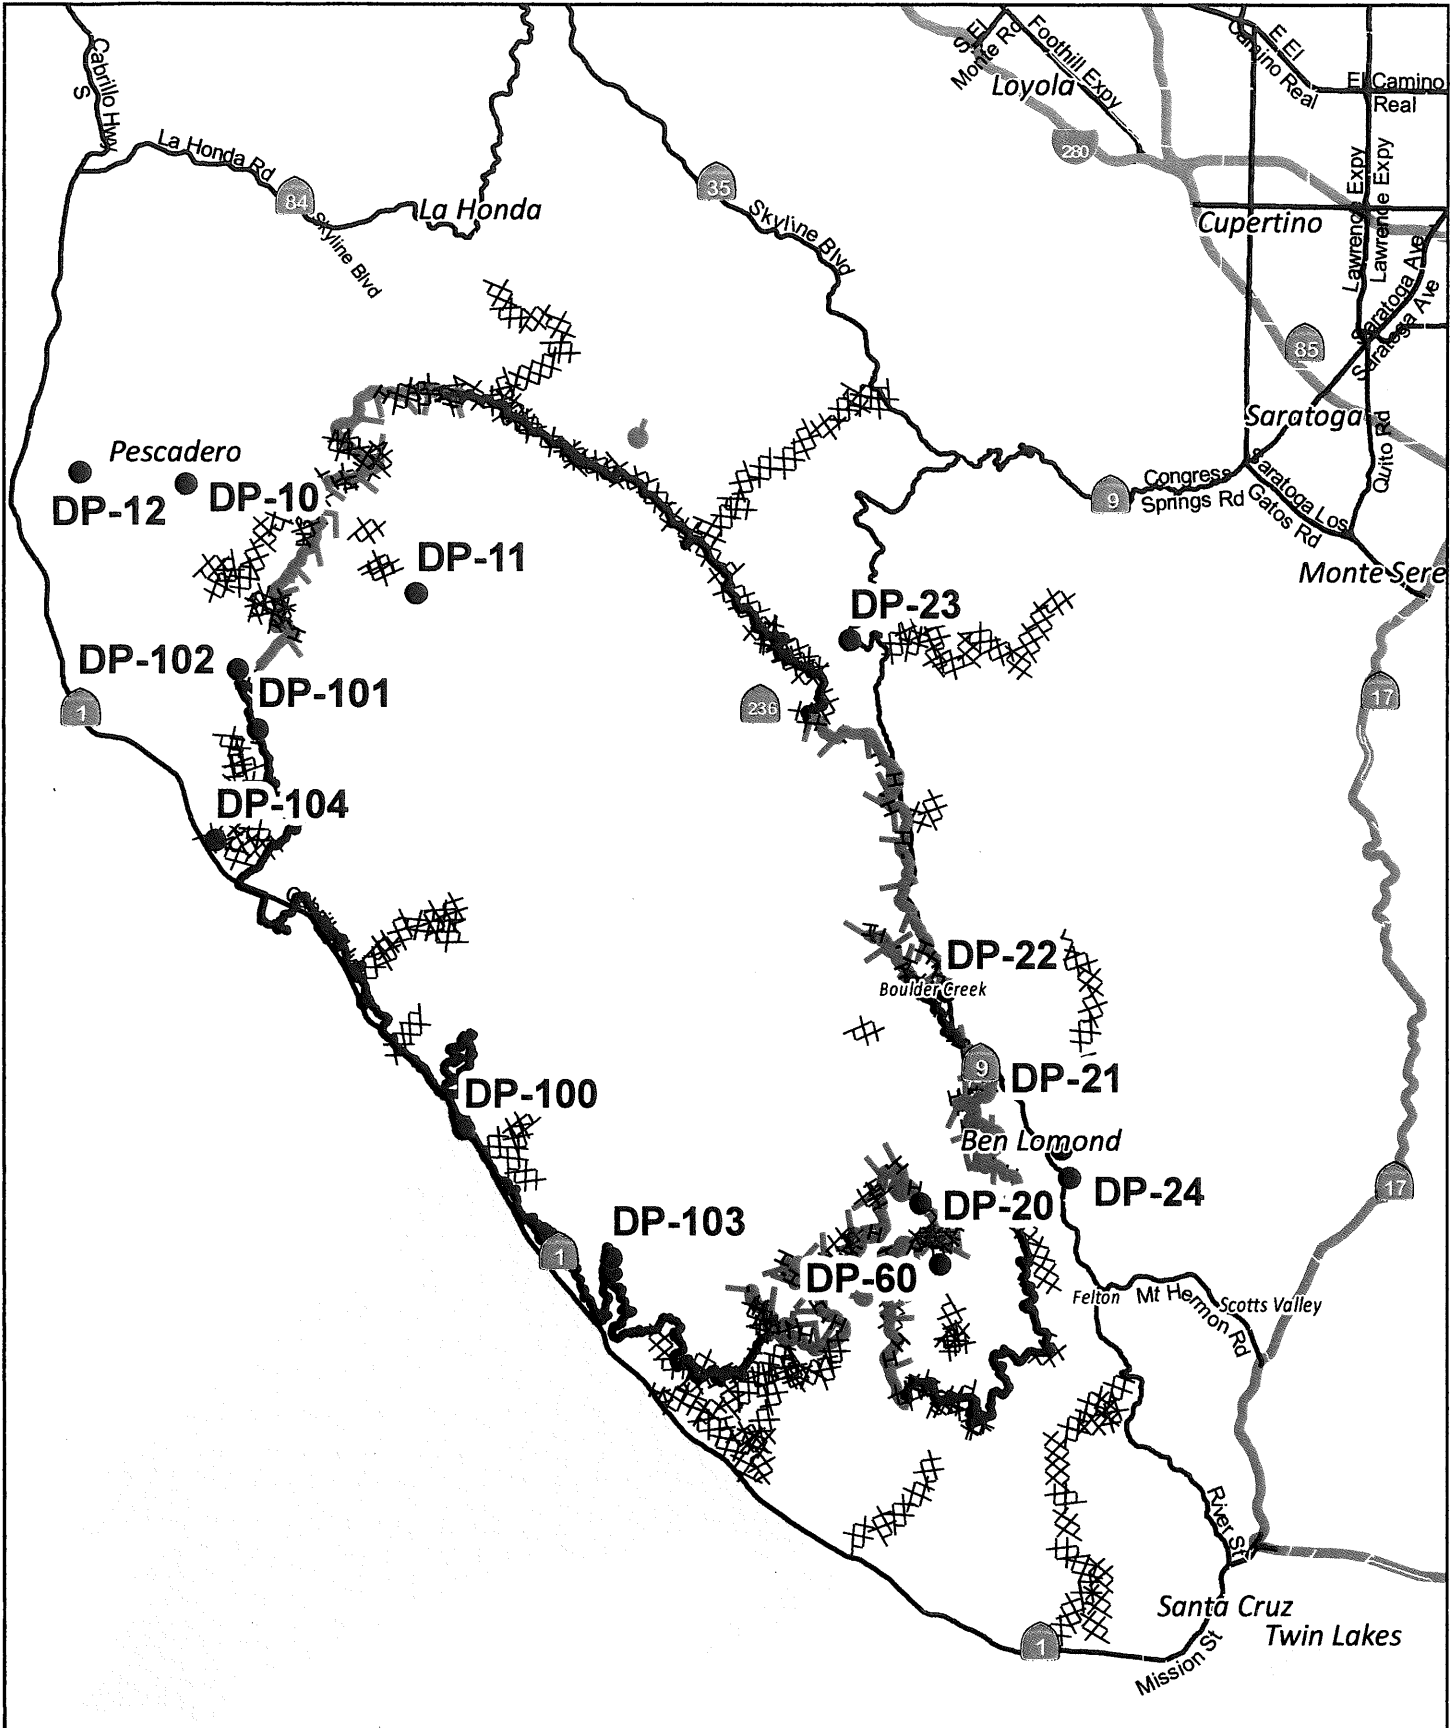 Cabrillo Hwy
S
S El
Monte Rd
Foothill Expy
E El
Camino Real
El Camino
Real
Loyola
280
La Honda Rd
84
La Honda
Skyline Blvd
35
Skyline Blvd
Lawrence Expy
Lawrence Expy
Cupertino
Saratoga Ave
Saratoga Ave
85
Saratoga
Quito Rd
Pescadero
DP-12
DP-10
9
Congress
Springs Rd
Saratoga Los
Gatos Rd
DP-11
Monte Sere
DP-23
DP-102
DP-101
1
236
17
DP-104
DP-22
Boulder Creek
9
DP-21
DP-100
Ben Lomond
DP-24
17
DP-20
DP-103
1
DP-60
Felton
Mt Hermon Rd
Scotts Valley
River St
Santa Cruz
Twin Lakes
1
Mission St